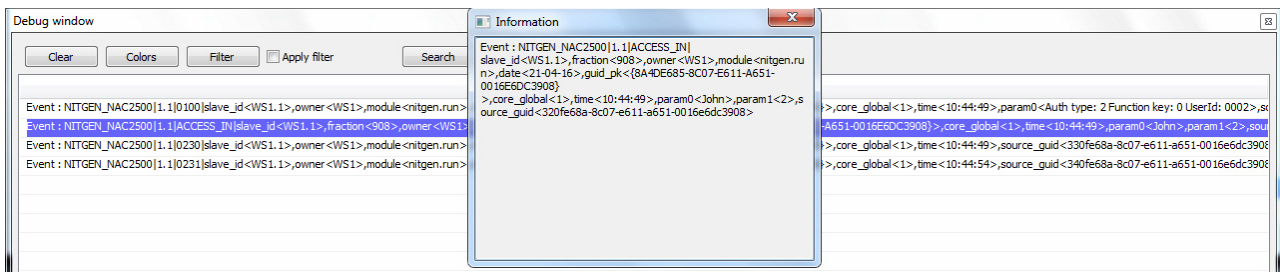 Debug window
Clear Colors Filter Apply filter Search
Event : NITGEN_NAC2500|1.1|0100|slave_id<WS1.1>,owner<WS1>,module<nitgen.run>
Event : NITGEN_NAC2500|1.1|ACCESS_IN|slave_id<WS1.1>,fraction<908>,owner<WS1>
Event : NITGEN_NAC2500|1.1|0230|slave_id<WS1.1>,owner<WS1>,module<nitgen.run>
Event : NITGEN_NAC2500|1.1|0231|slave_id<WS1.1>,owner<WS1>,module<nitgen.run>
Information
Event : NITGEN_NAC2500|1.1|ACCESS_IN|
slave_id<WS1.1>,fraction<908>,owner<WS1>,module<nitgen.ru
n>,date<21-04-16>,guid_pk<{8A4DE685-8C07-E611-A651-
0016E6DC3908}
>,core_global<1>,time<10:44:49>,param0<John>,param1<2>,s
ource_guid<320fe68a-8c07-e611-a651-0016e6dc3908>
}>,core_global<1>,time<10:44:49>,param0<Auth type: 2 Function key: 0 UserId: 0002>,so
-A651-0016E6DC3908}>,core_global<1>,time<10:44:49>,param0<John>,param1<2>,sou
}>,core_global<1>,time<10:44:49>,source_guid<330fe68a-8c07-e611-a651-0016e6dc3908
}>,core_global<1>,time<10:44:54>,source_guid<340fe68a-8c07-e611-a651-0016e6dc3908